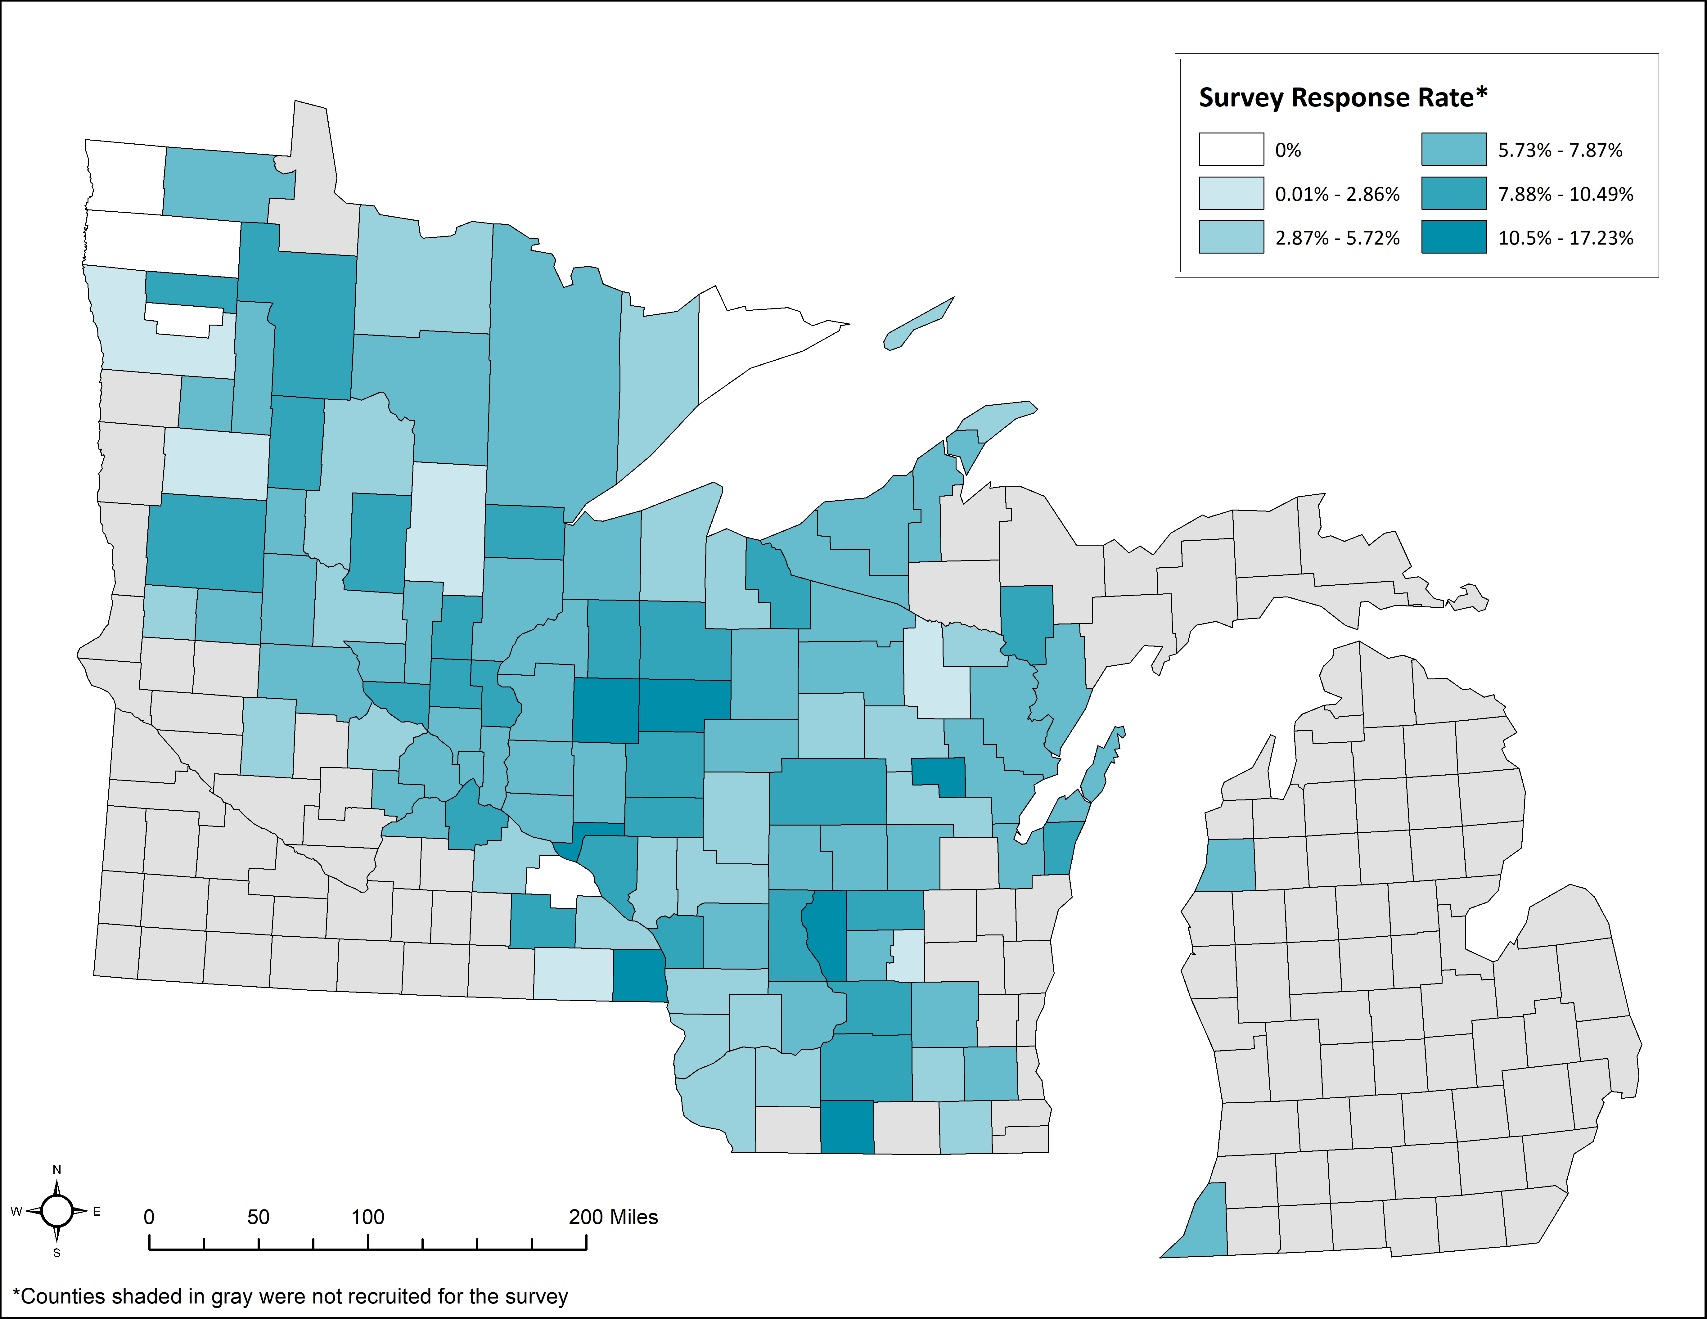 Survey Response Rate*
0%
5.73% - 7.87%
0.01% - 2.86%
7.88% - 10.49%
2.87% - 5.72%
10.5% - 17.23%
N
W
E
S
0 50 100 200 Miles
*Counties shaded in gray were not recruited for the survey